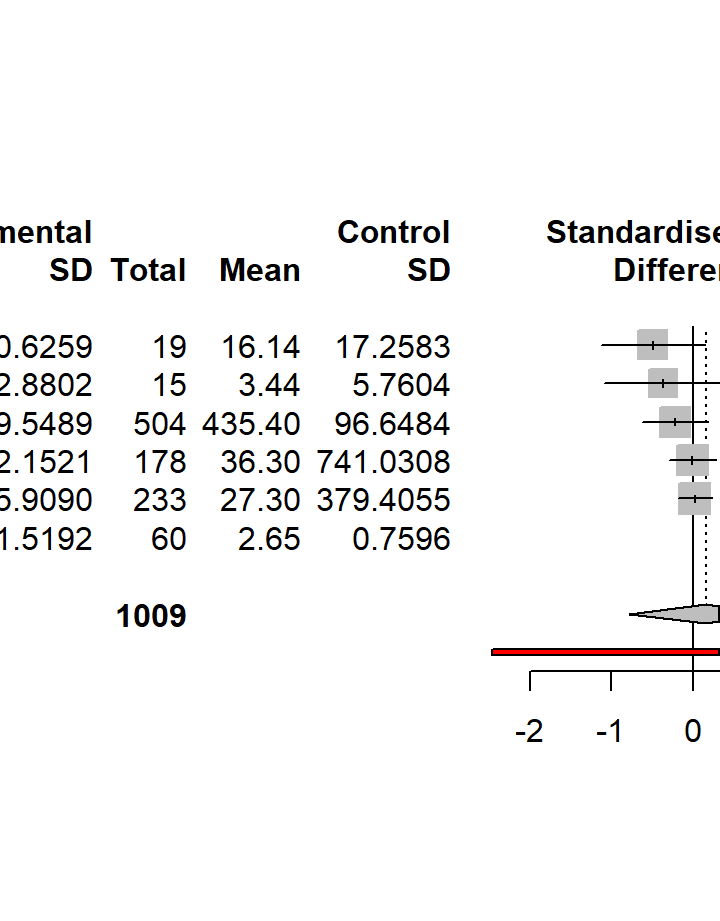 mental Control Standardise
SD Total Mean SD Differe
0.6259 19 16.14 17.2583
2.8802 15 3.44 5.7604
9.5489 504 435.40 96.6484
2.1521 178 36.30 741.0308
5.9090 233 27.30 379.4055
1.5192 60 2.65 0.7596
1009
-2 -1 0